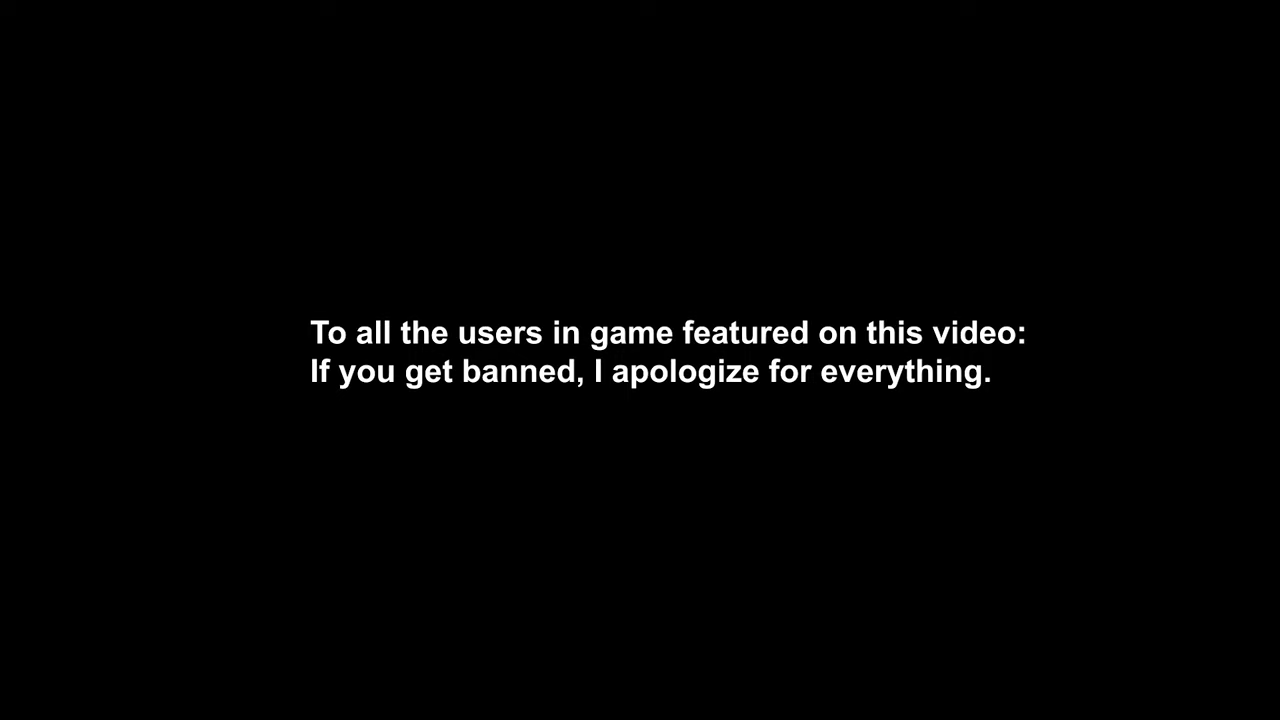 To all the users in game featured on this video:
If you get banned, I apologize for everything.